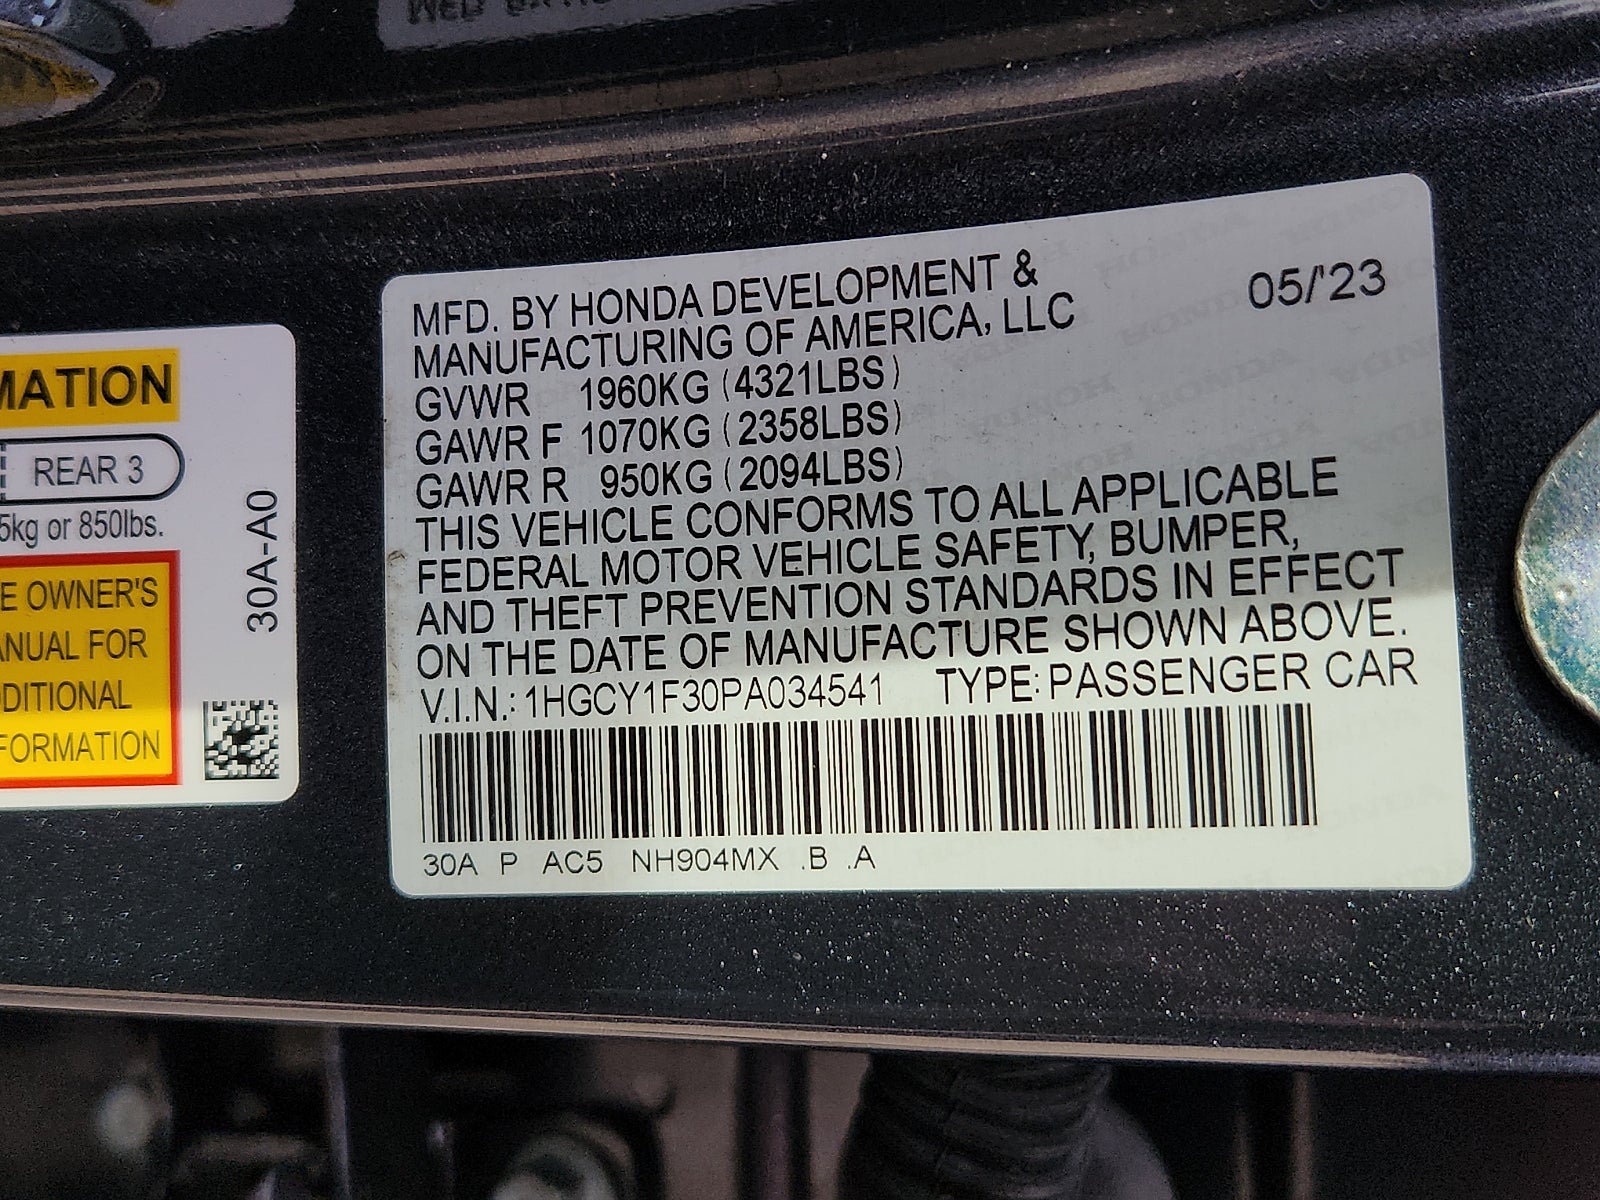 MATION
REAR 3
5kg or 850lbs.
E OWNER'S
ANUAL FOR
DDITIONAL
FORMATION
30A-A0
MFD. BY HONDA DEVELOPMENT &
MANUFACTURING OF AMERICA, LLC
05/'23
GVWR 1960KG (4321LBS)
GAWR F 1070KG (2358LBS)
GAWR R 950KG (2094LBS)
THIS VEHICLE CONFORMS TO ALL APPLICABLE
FEDERAL MOTOR VEHICLE SAFETY, BUMPER,
AND THEFT PREVENTION STANDARDS IN EFFECT
ON THE DATE OF MANUFACTURE SHOWN ABOVE.
V.I.N.: 1HGCY1F30PA034541 TYPE: PASSENGER CAR
30A P AC5 NH904MX .B .A